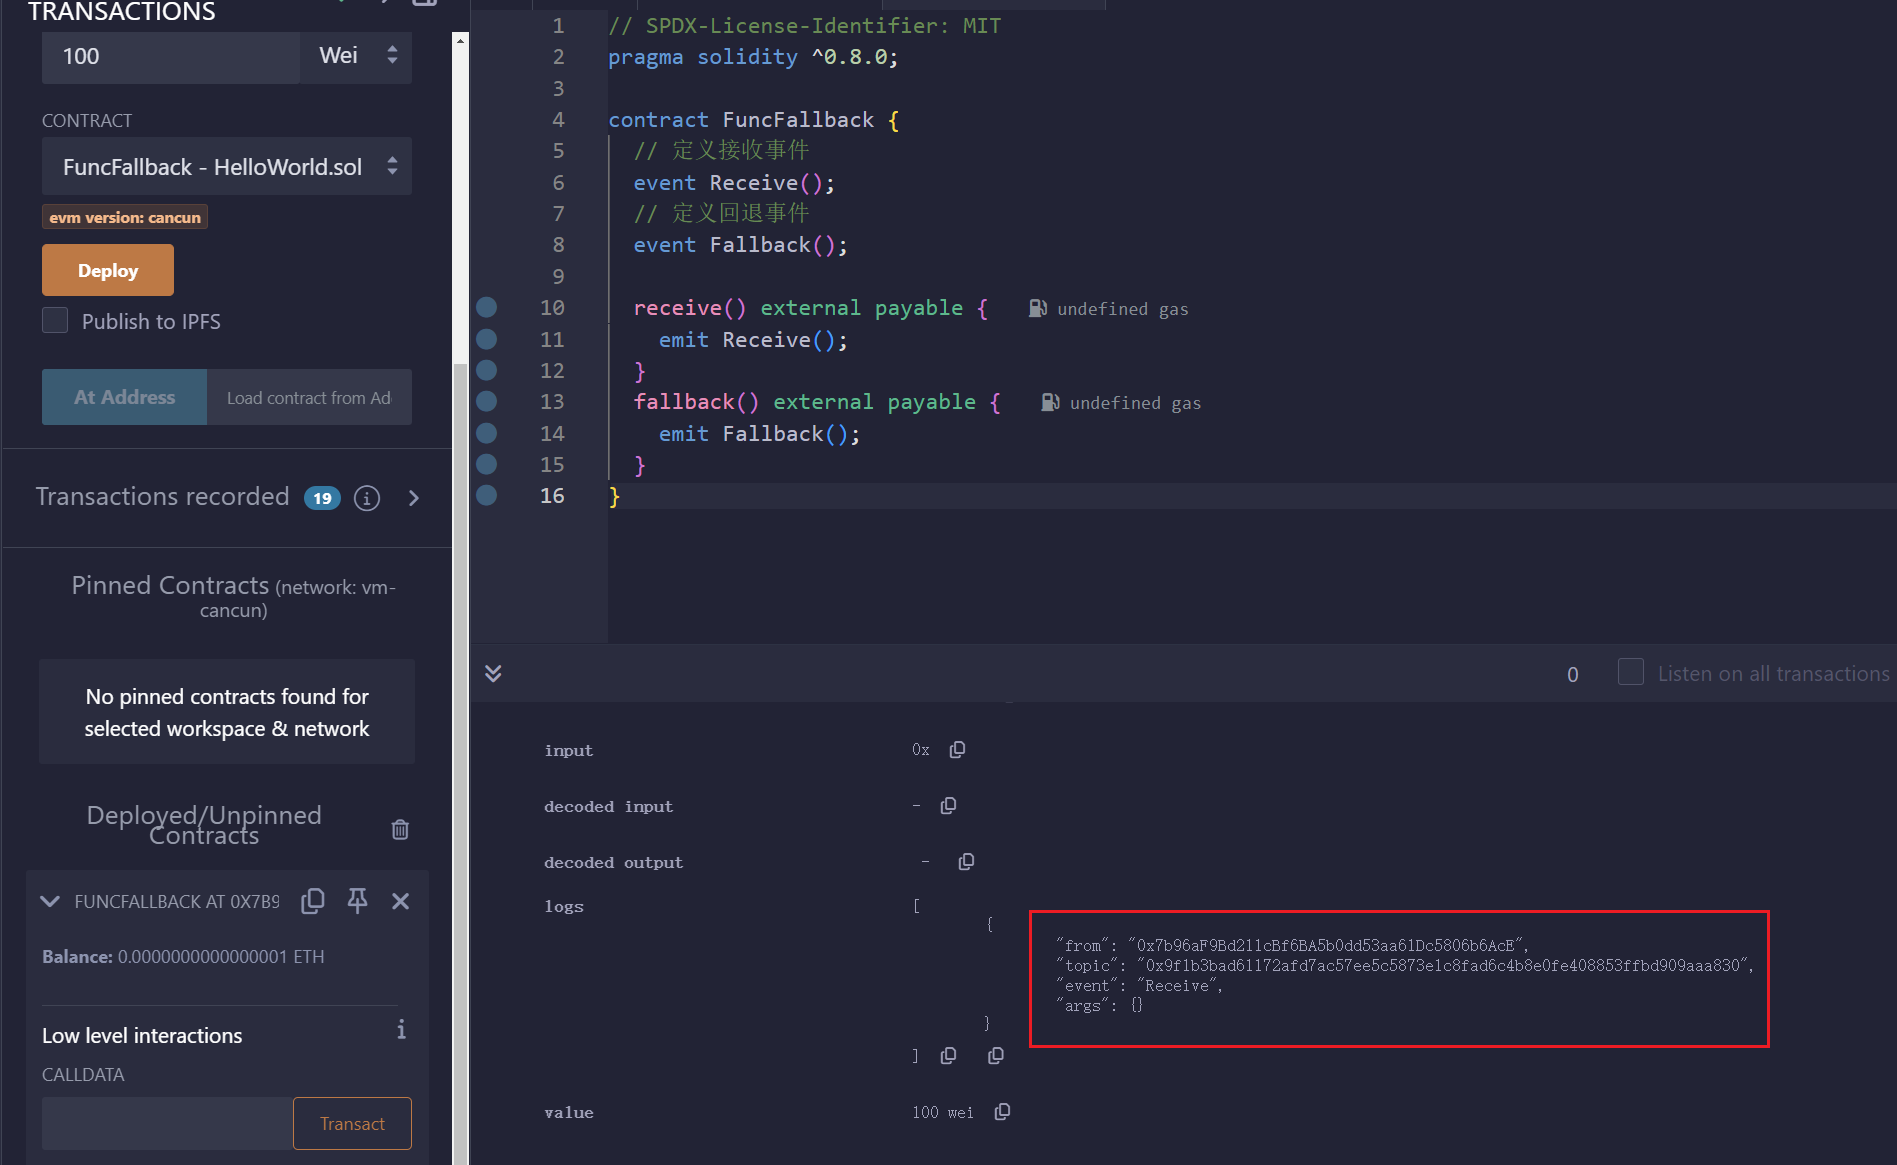 TRANSACTIONS
100 Wei
CONTRACT
FuncFallback - HelloWorld.sol
evm version: cancun
Deploy
Publish to IPFS
At Address Load contract from Ad
Transactions recorded 19
Pinned Contracts (network: vm-
cancun)
No pinned contracts found for
selected workspace & network
Deployed/Unpinned
Contracts
FUNCFALLBACK AT 0X7B9
Balance: 0.0000000000000001 ETH
Low level interactions
CALLDATA
Transact
1 // SPDX-License-Identifier: MIT
2 pragma solidity ^0.8.0;
3
4 contract FuncFallback {
5 // 定义接收事件
6 event Receive();
7 // 定义回退事件
8 event Fallback();
9
10 receive() external payable { undefined gas
11 emit Receive();
12 }
13 fallback() external payable { undefined gas
14 emit Fallback();
15 }
16 }
0 Listen on all transactions
input 0x
decoded input -
decoded output -
logs [
{
"from": "0x7b96aF9Bd211cBf6BA5b0dd53aa61Dc5806b6AcE",
"topic": "0x9f1b3bad61172afd7ac57ee5c5873e1c8fad6c4b8e0fe408853ffbd909aaa830",
"event": "Receive",
"args": {}
}
]
value 100 wei